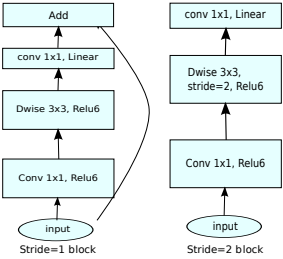 Add
conv 1x1, Linear
Dwise 3x3, Relu6
Conv 1x1, Relu6
input
Stride=1 block
conv 1x1, Linear
Dwise 3x3,
stride=2, Relu6
Conv 1x1, Relu6
input
Stride=2 block